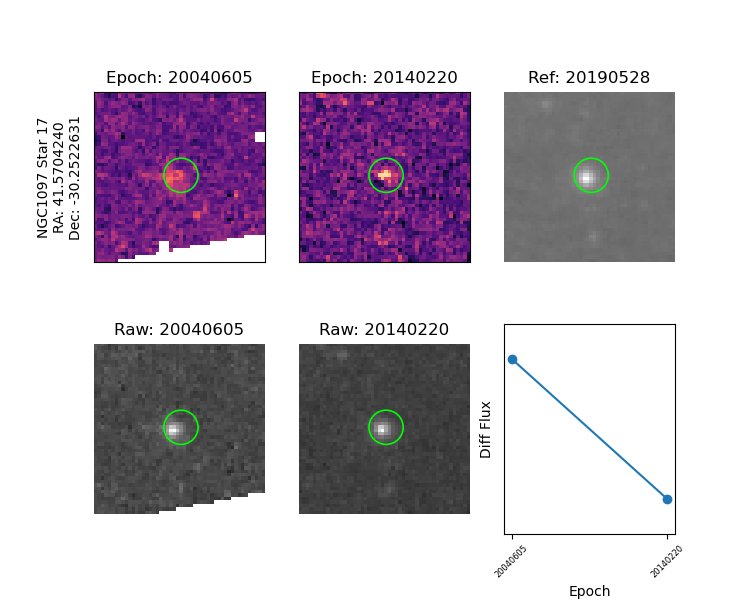 NGC1097 Star 17
RA: 41.5704240
Dec: -30.2522631
Epoch: 20040605
Epoch: 20140220
Ref: 20190528
Raw: 20040605
Raw: 20140220
Diff Flux
20040605
20140220
Epoch